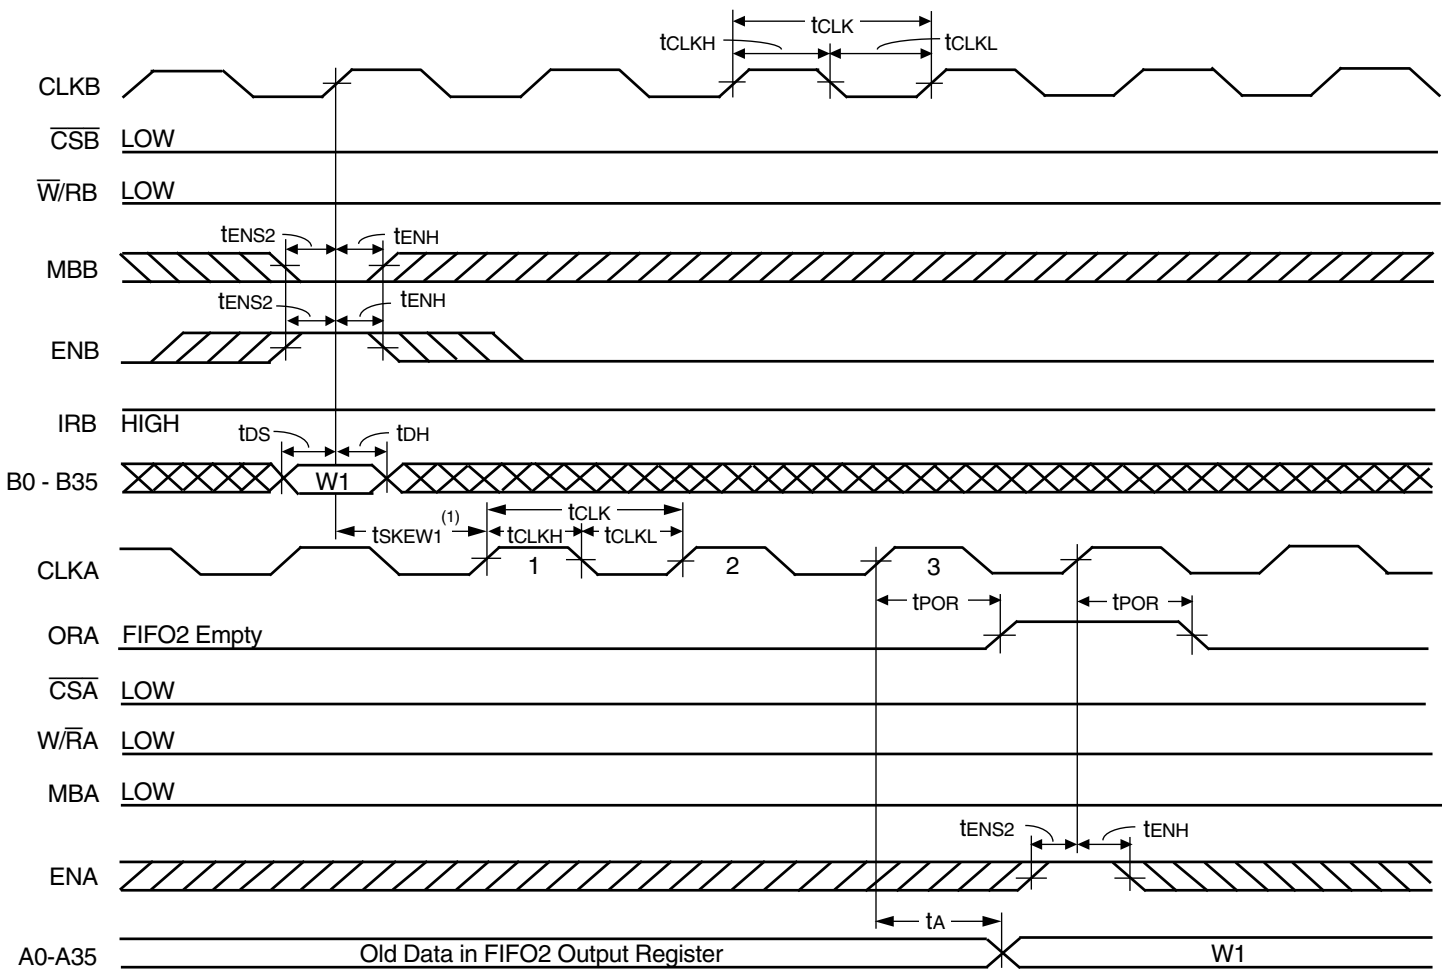 tCLK
tCLKH
tCLKL
CLKB
CSB LOW
W/RB LOW
tENS2 tENH
MBB
tENS2 tENH
ENB
IRB HIGH
tDS tDH
B0 - B35 W1
tSKEW1 (1) tCLK
tCLKH tCLKL
CLKA 1 2 3
tPOR tPOR
ORA FIFO2 Empty
CSA LOW
W/RA LOW
MBA LOW
tENS2 tENH
ENA
tA
A0-A35 Old Data in FIFO2 Output Register W1